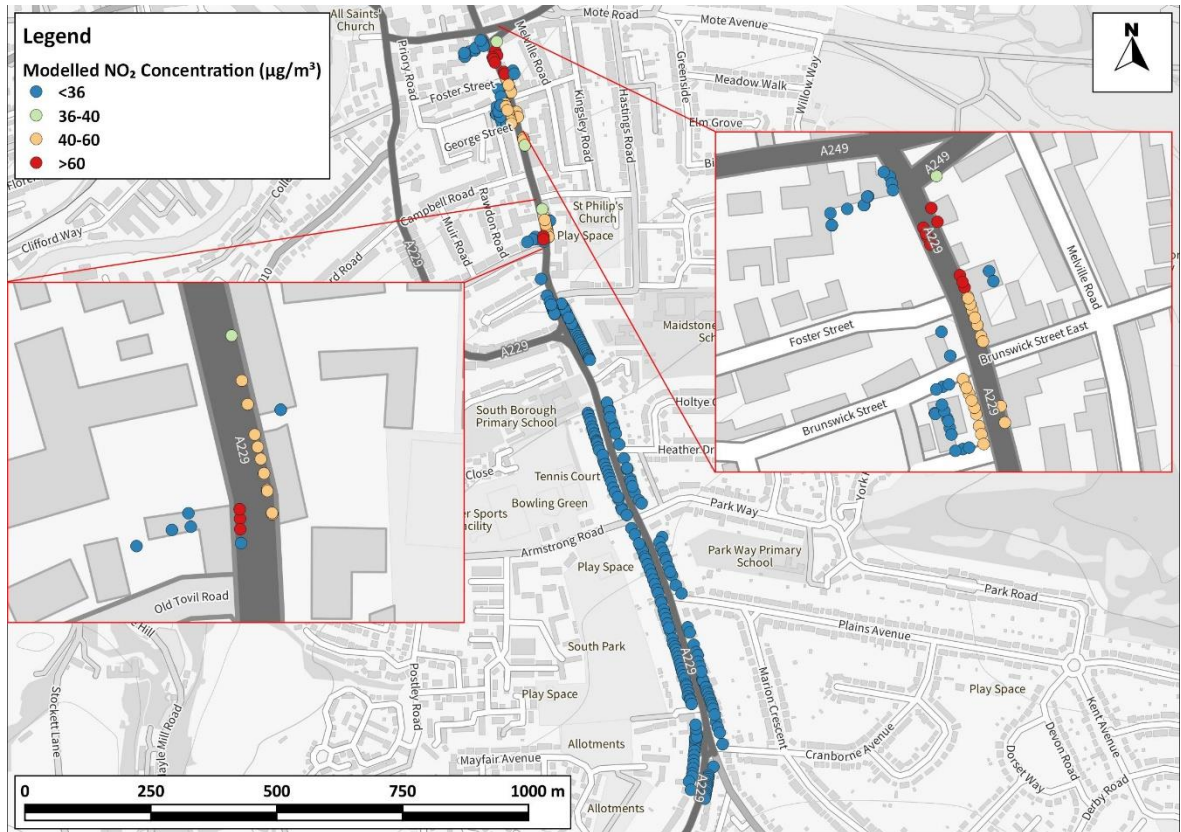 Legend
Modelled NO₂ Concentration (µg/m³)
<36
36-40
40-60
>60
N
All Saints'
Church
Mote Road
Mote Avenue
Melville Road
Priory Road
Foster Street
George Street
Kingsley Road
Hastings Road
Greenside
Meadow Walk
Willow Way
Elm Grove
Clifford Way
Campbell Road
Rawdon Road
Muir Road
St Philip's
Church
Play Space
A229
A249
A249
A229
Foster Street
Melville Road
Brunswick Street East
Brunswick Street
A229
A229
Old Tovil Road
A229
Maidstone
South Borough
Primary School
Holtye
Heather
Close
Tennis Court
Bowling Green
Sports
Park Way
Armstrong Road
Play Space
Park Way Primary
School
Park Road
Plains Avenue
South Park
A229
Play Space
Marion Crescent
Play Space
Postley Road
Stockett Lane
Mill Road
Allotments
Mayfair Avenue
Cranborne Avenue
Dorset Way
Devon Road
Kent Avenue
Derby Road
A229
Allotments
0 250 500 750 1000 m